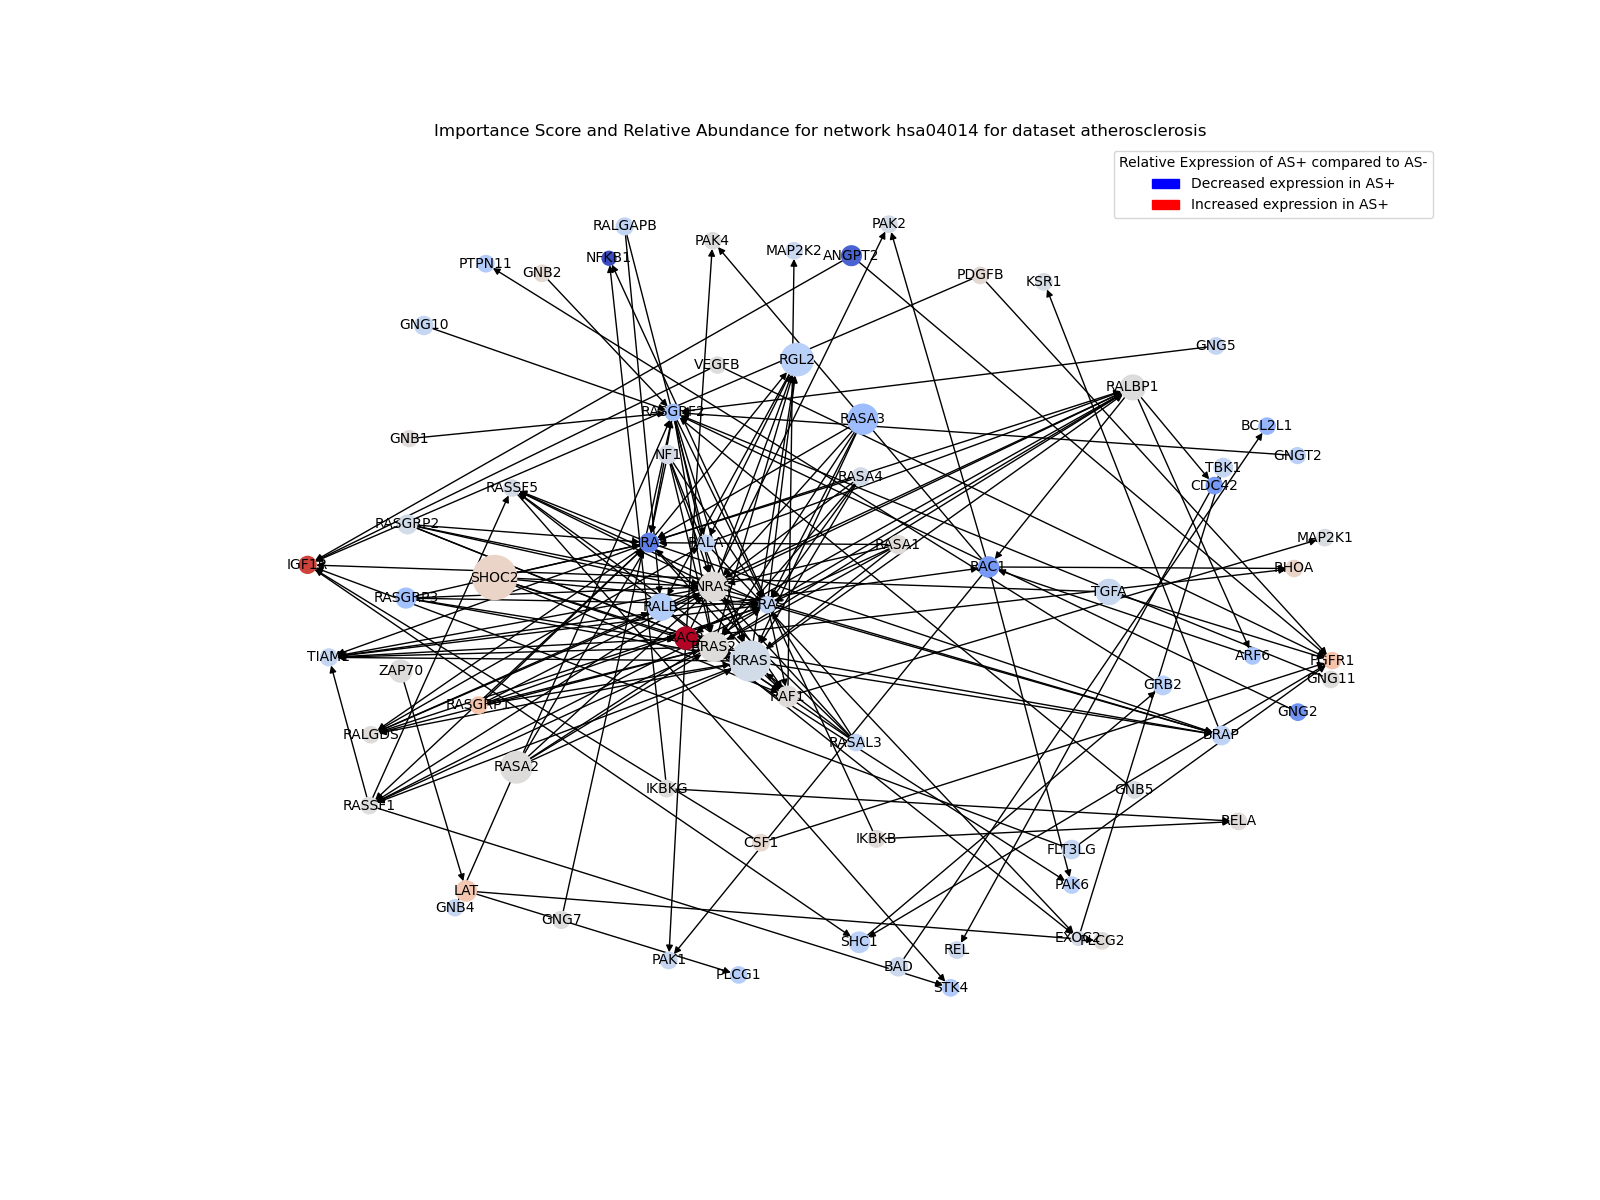 Importance Score and Relative Abundance for network hsa04014 for dataset atherosclerosis
Relative Expression of AS+ compared to AS-
Decreased expression in AS+
Increased expression in AS+
RALGAPB
PAK2
PAK4
MAP2K2
ANGPT2
NFKB1
PTPN11
GNB2
PDGFB
KSR1
GNG10
GNG5
VEGFB
RGL2
RALBP1
RASGRF2
RASA3
BCL2L1
GNB1
NF1
GNGT2
TBK1
RASA4
CDC42
RASSF5
RASGRP2
MAP2K1
RALA
RASA1
IGF1R
RAC1
RHOA
SHOC2
NRAS
TGFA
RASGRP3
RALB
RRAS2
KRAS
TIAM1
ARF6
FGFR1
ZAP70
GNG11
GRB2
RAF1
RASGRP1
GNG2
RALGDS
BRAP
RASAL3
RASA2
IKBKG
GNB5
RASSF1
RELA
CSF1
IKBKB
FLT3LG
PAK6
LAT
GNB4
GNG7
EXOC2
PLCG2
SHC1
REL
PAK1
BAD
PLCG1
STK4